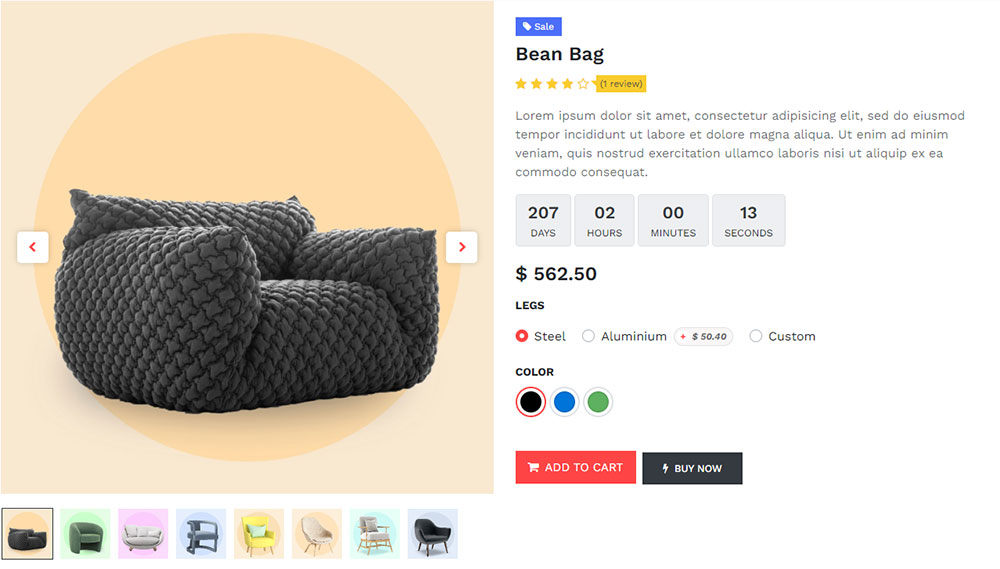 Sale
Bean Bag
(1 review)
Lorem ipsum dolor sit amet, consectetur adipisicing elit, sed do eiusmod
tempor incididunt ut labore et dolore magna aliqua. Ut enim ad minim
veniam, quis nostrud exercitation ullamco laboris nisi ut aliquip ex ea
commodo consequat.
207 02 00 13
DAYS HOURS MINUTES SECONDS
$ 562.50
LEGS
Steel Aluminium + $ 50.40 Custom
COLOR
ADD TO CART BUY NOW